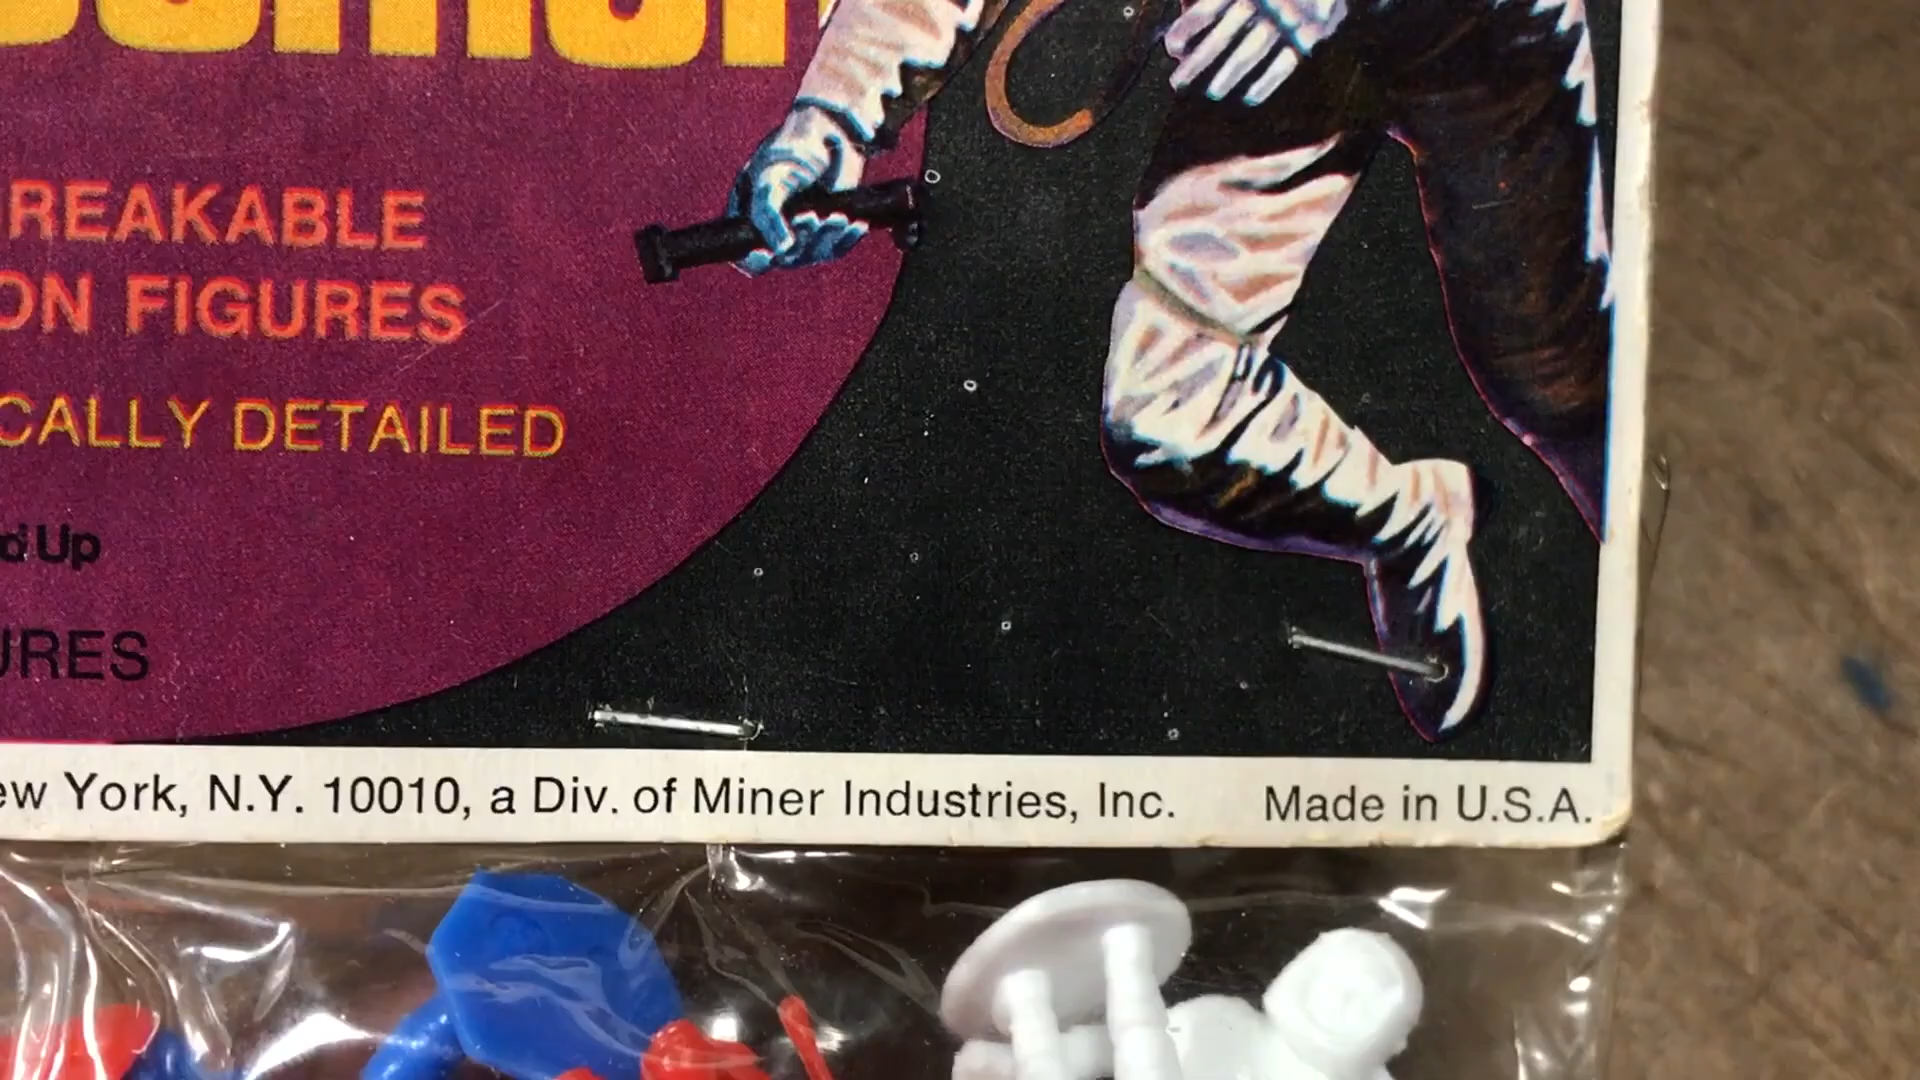 REAKABLE
ON FIGURES
CALLY DETAILED
d Up
URES
ew York, N.Y. 10010, a Div. of Miner Industries, Inc. Made in U.S.A.